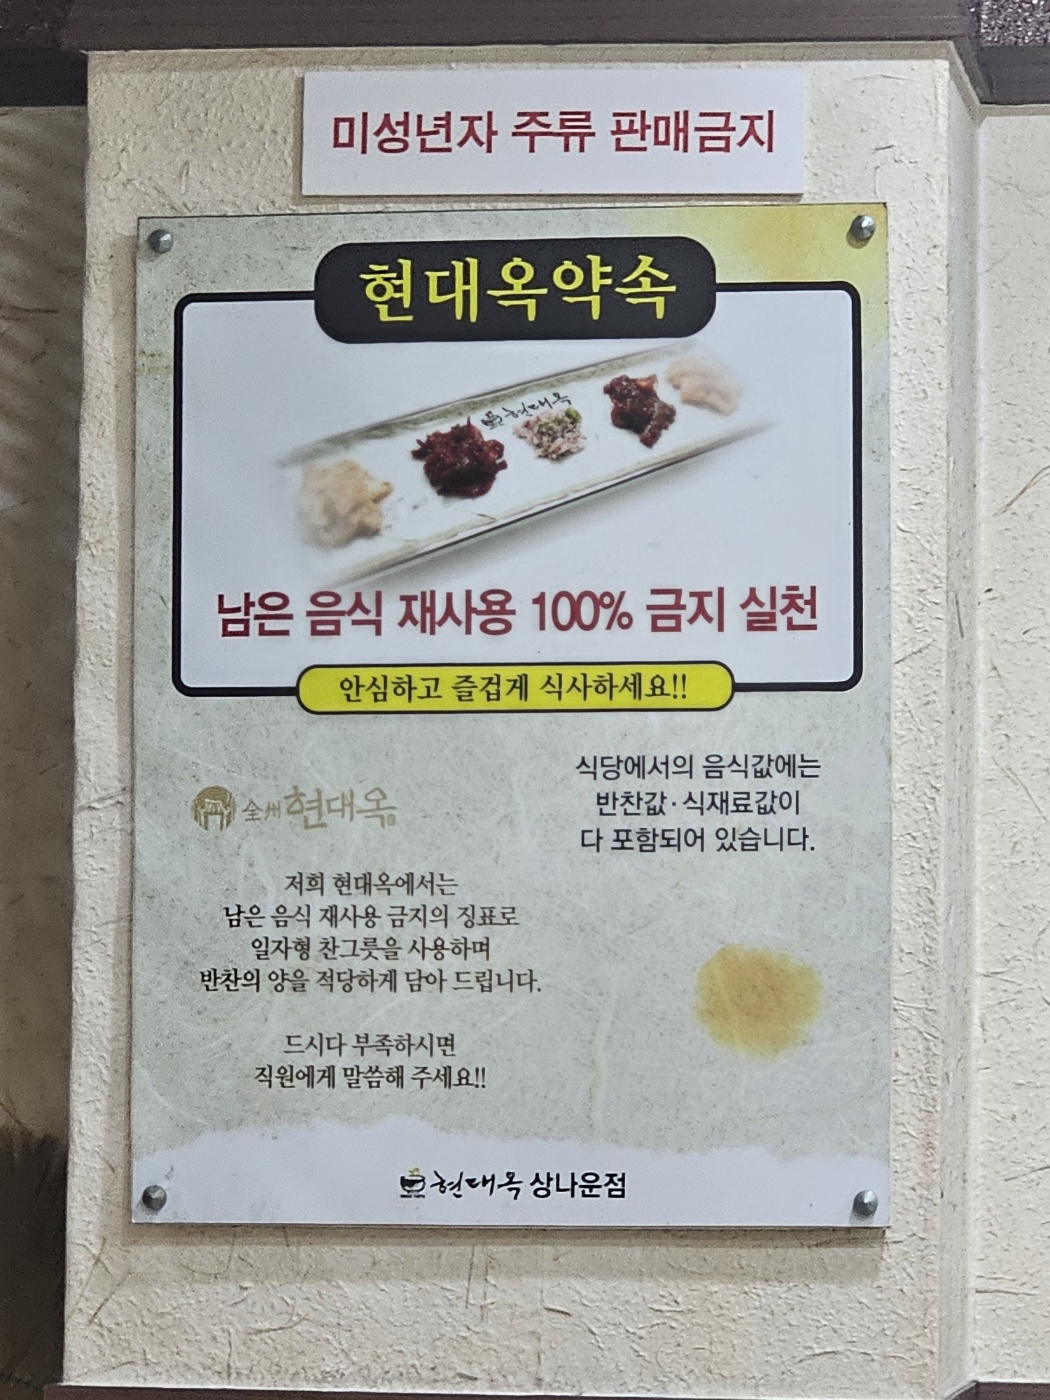 미성년자 주류 판매금지
현대옥약속
현대옥
남은 음식 재사용 100% 금지 실천
안심하고 즐겁게 식사하세요!!
식당에서의 음식값에는
반찬값·식재료값이
다 포함되어 있습니다.
全州현대옥
저희 현대옥에서는
남은 음식 재사용 금지의 징표로
일자형 찬그릇을 사용하며
반찬의 양을 적당하게 담아 드립니다.
드시다 부족하시면
직원에게 말씀해 주세요!!
현대옥 상나운점